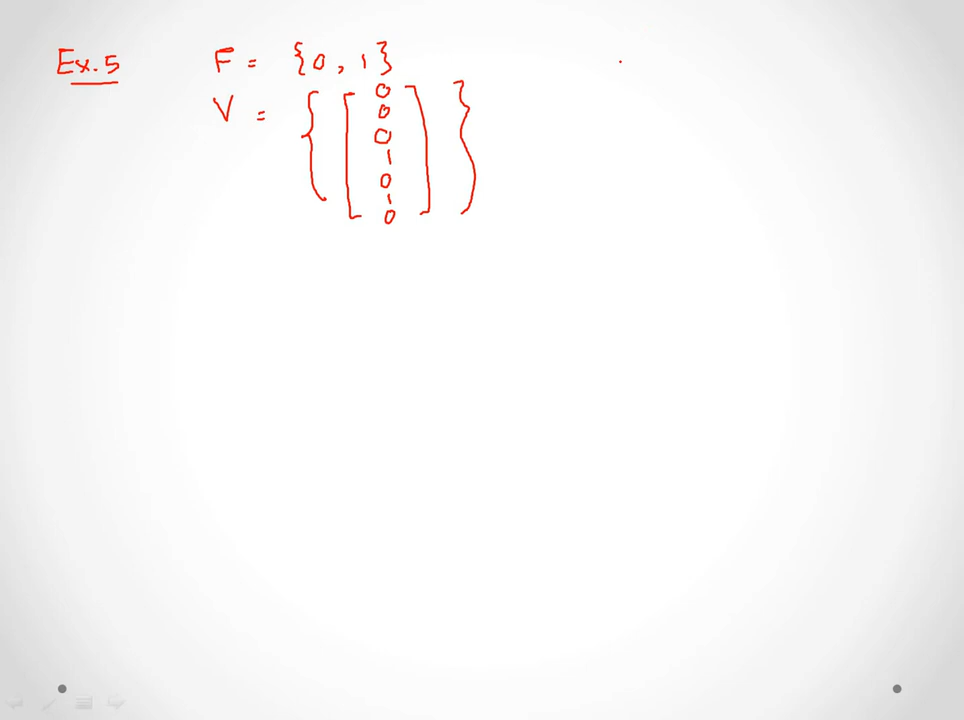 Ex. 5 F = {0, 1}
V = { [ 0
0
0
1
0
1
0 ] }